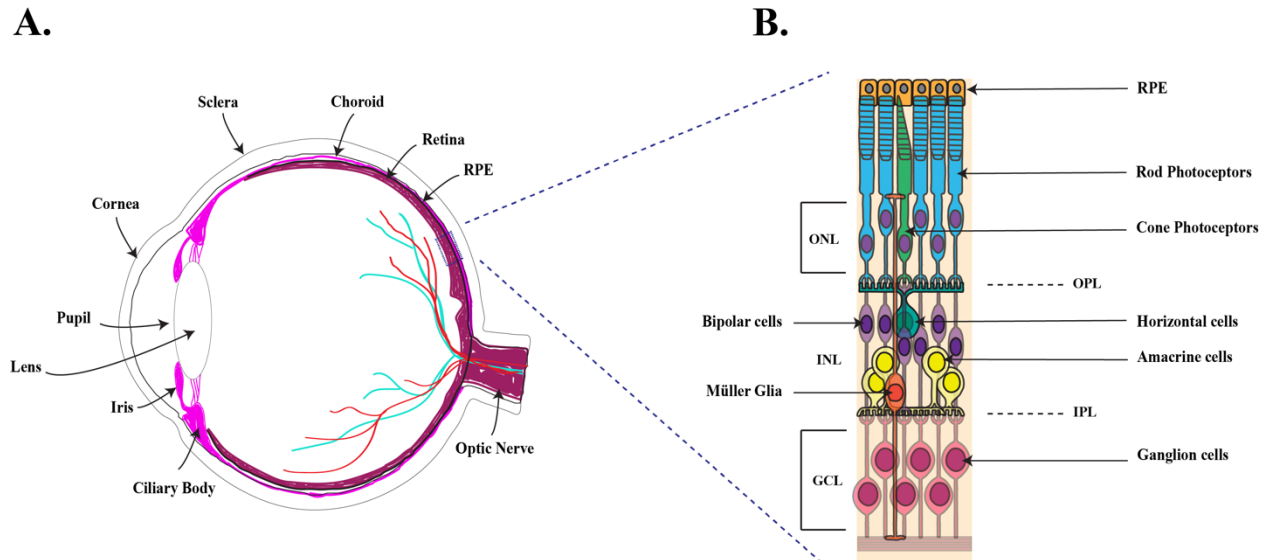 A.
B.
Sclera
Choroid
Retina
RPE
Cornea
Pupil
Lens
Iris
Ciliary Body
Optic Nerve
RPE
Rod Photoceptors
ONL
Cone Photoceptors
OPL
Bipolar cells
Horizontal cells
INL
Amacrine cells
Müller Glia
IPL
Ganglion cells
GCL